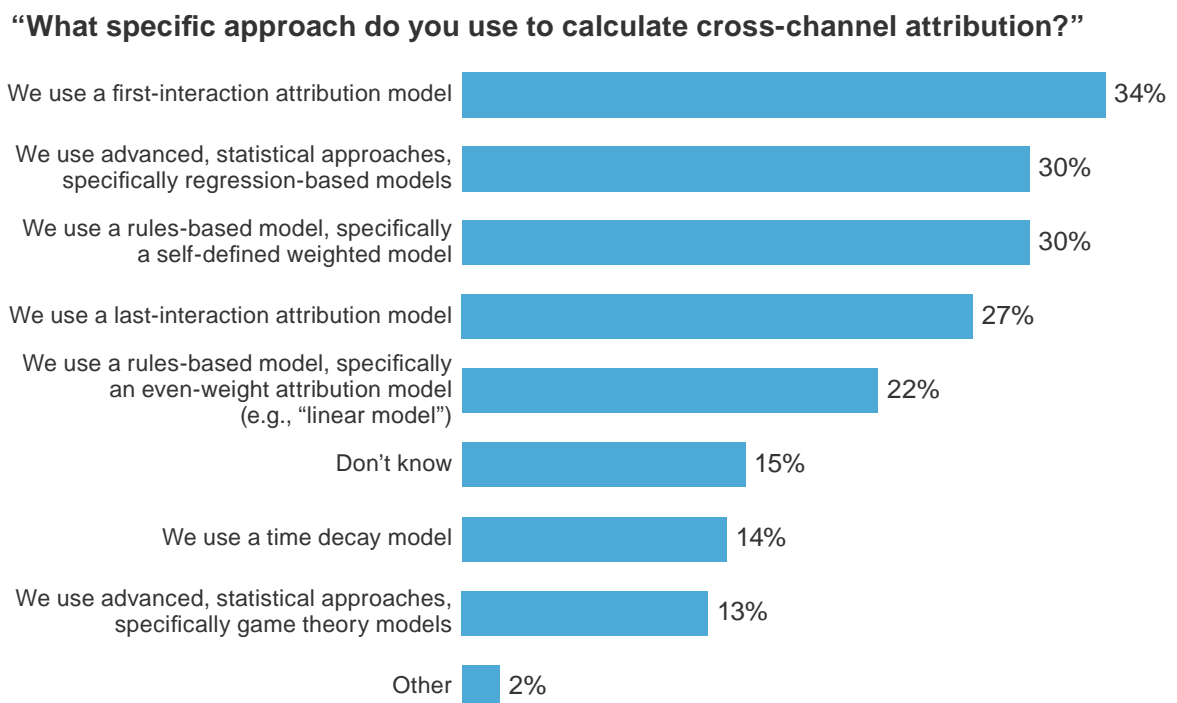 “What specific approach do you use to calculate cross-channel attribution?”
We use a first-interaction attribution model
34%
We use advanced, statistical approaches,
specifically regression-based models
30%
We use a rules-based model, specifically
a self-defined weighted model
30%
We use a last-interaction attribution model
27%
We use a rules-based model, specifically
an even-weight attribution model
(e.g., “linear model”)
22%
Don’t know
15%
We use a time decay model
14%
We use advanced, statistical approaches,
specifically game theory models
13%
Other
2%